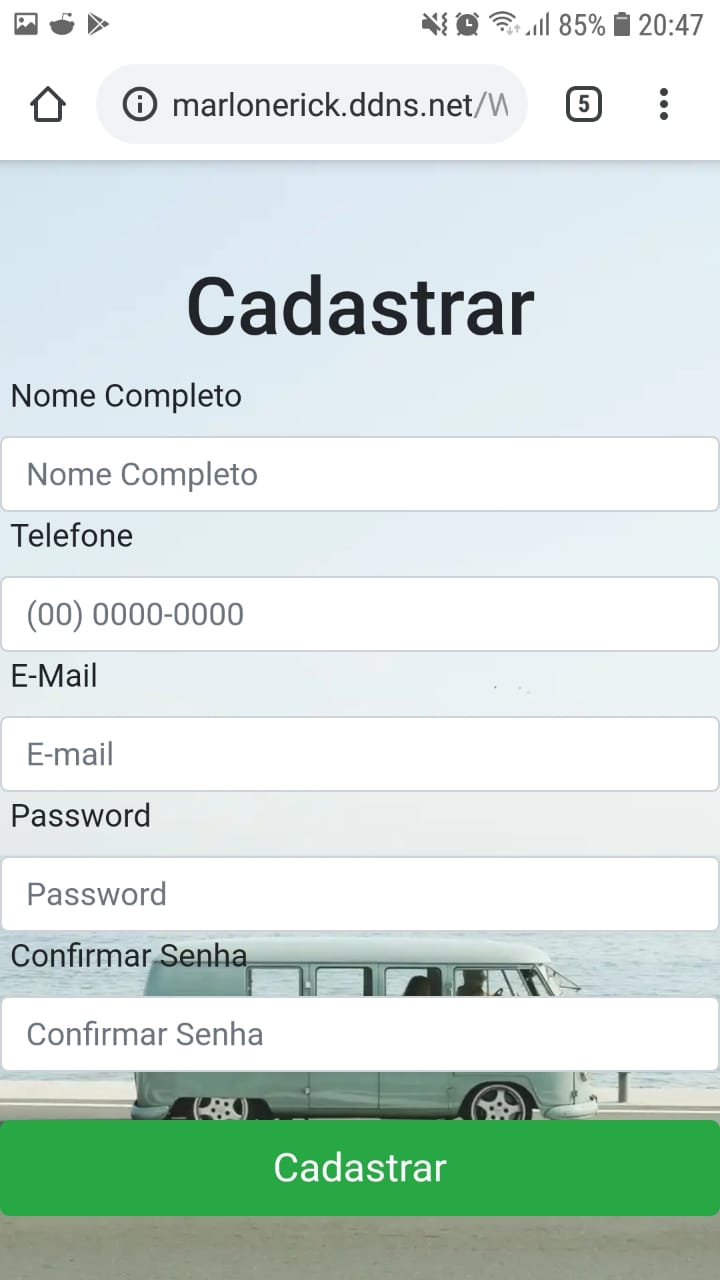 85% 20:47
marlonerick.ddns.net/W 5
Cadastrar
Nome Completo
Nome Completo
Telefone
(00) 0000-0000
E-Mail
E-mail
Password
Password
Confirmar Senha
Confirmar Senha
Cadastrar